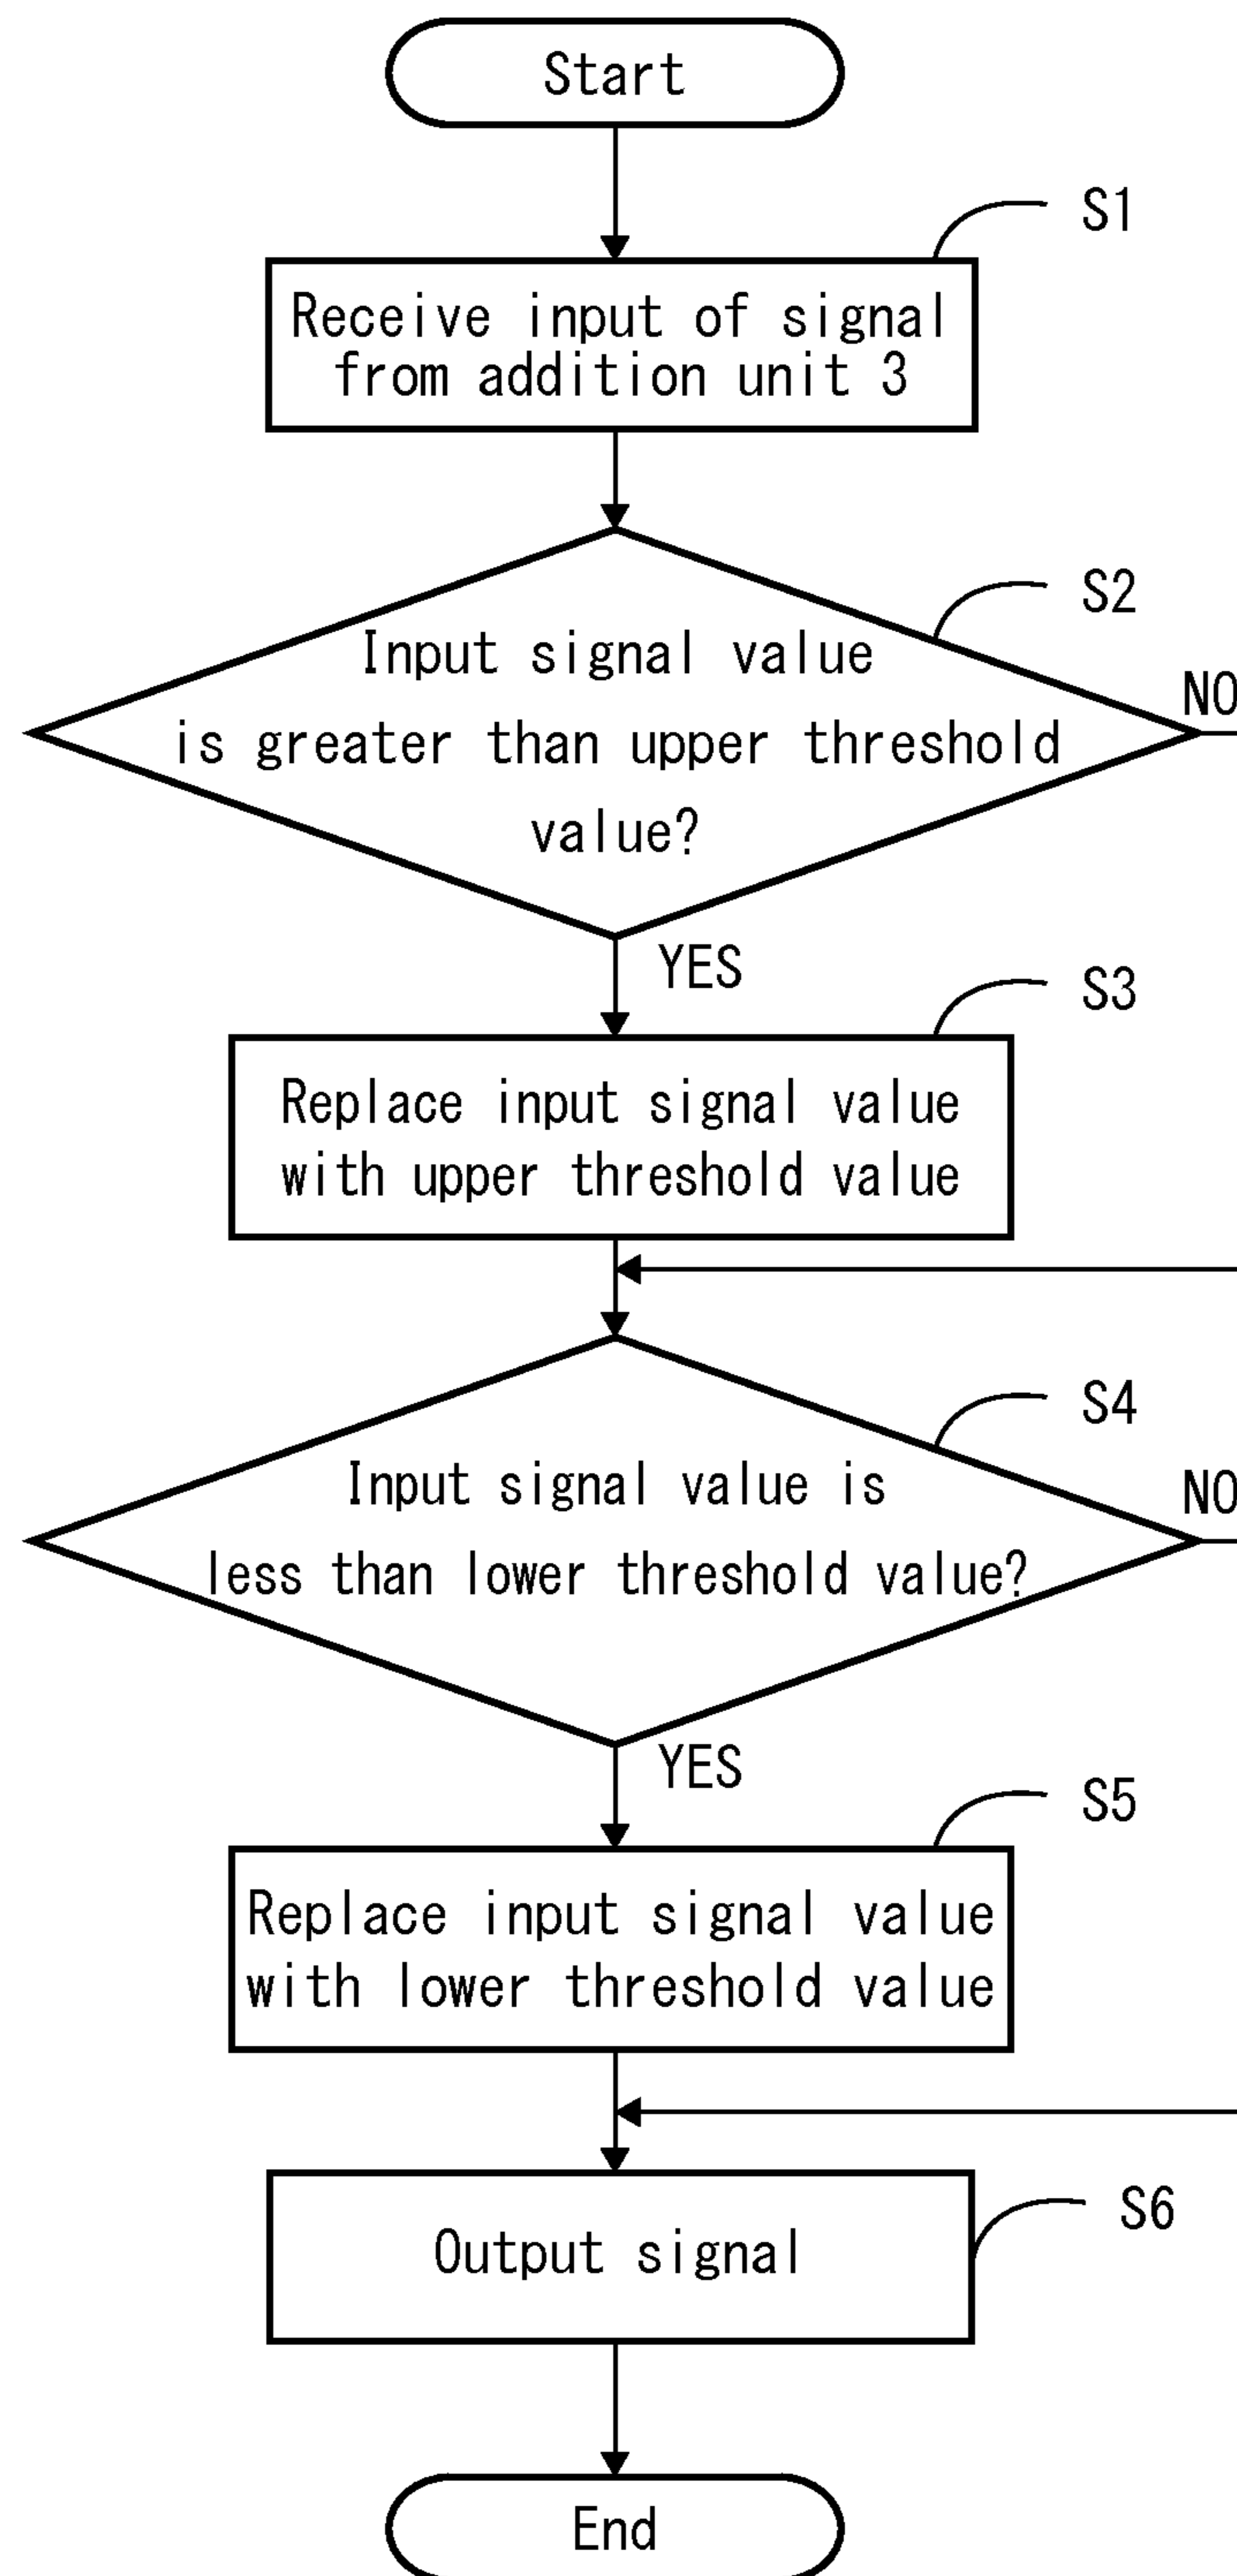 Start
S1
Receive input of signal
from addition unit 3
S2
Input signal value
is greater than upper threshold
value?
NO
YES
S3
Replace input signal value
with upper threshold value
S4
Input signal value is
less than lower threshold value?
NO
YES
S5
Replace input signal value
with lower threshold value
S6
Output signal
End